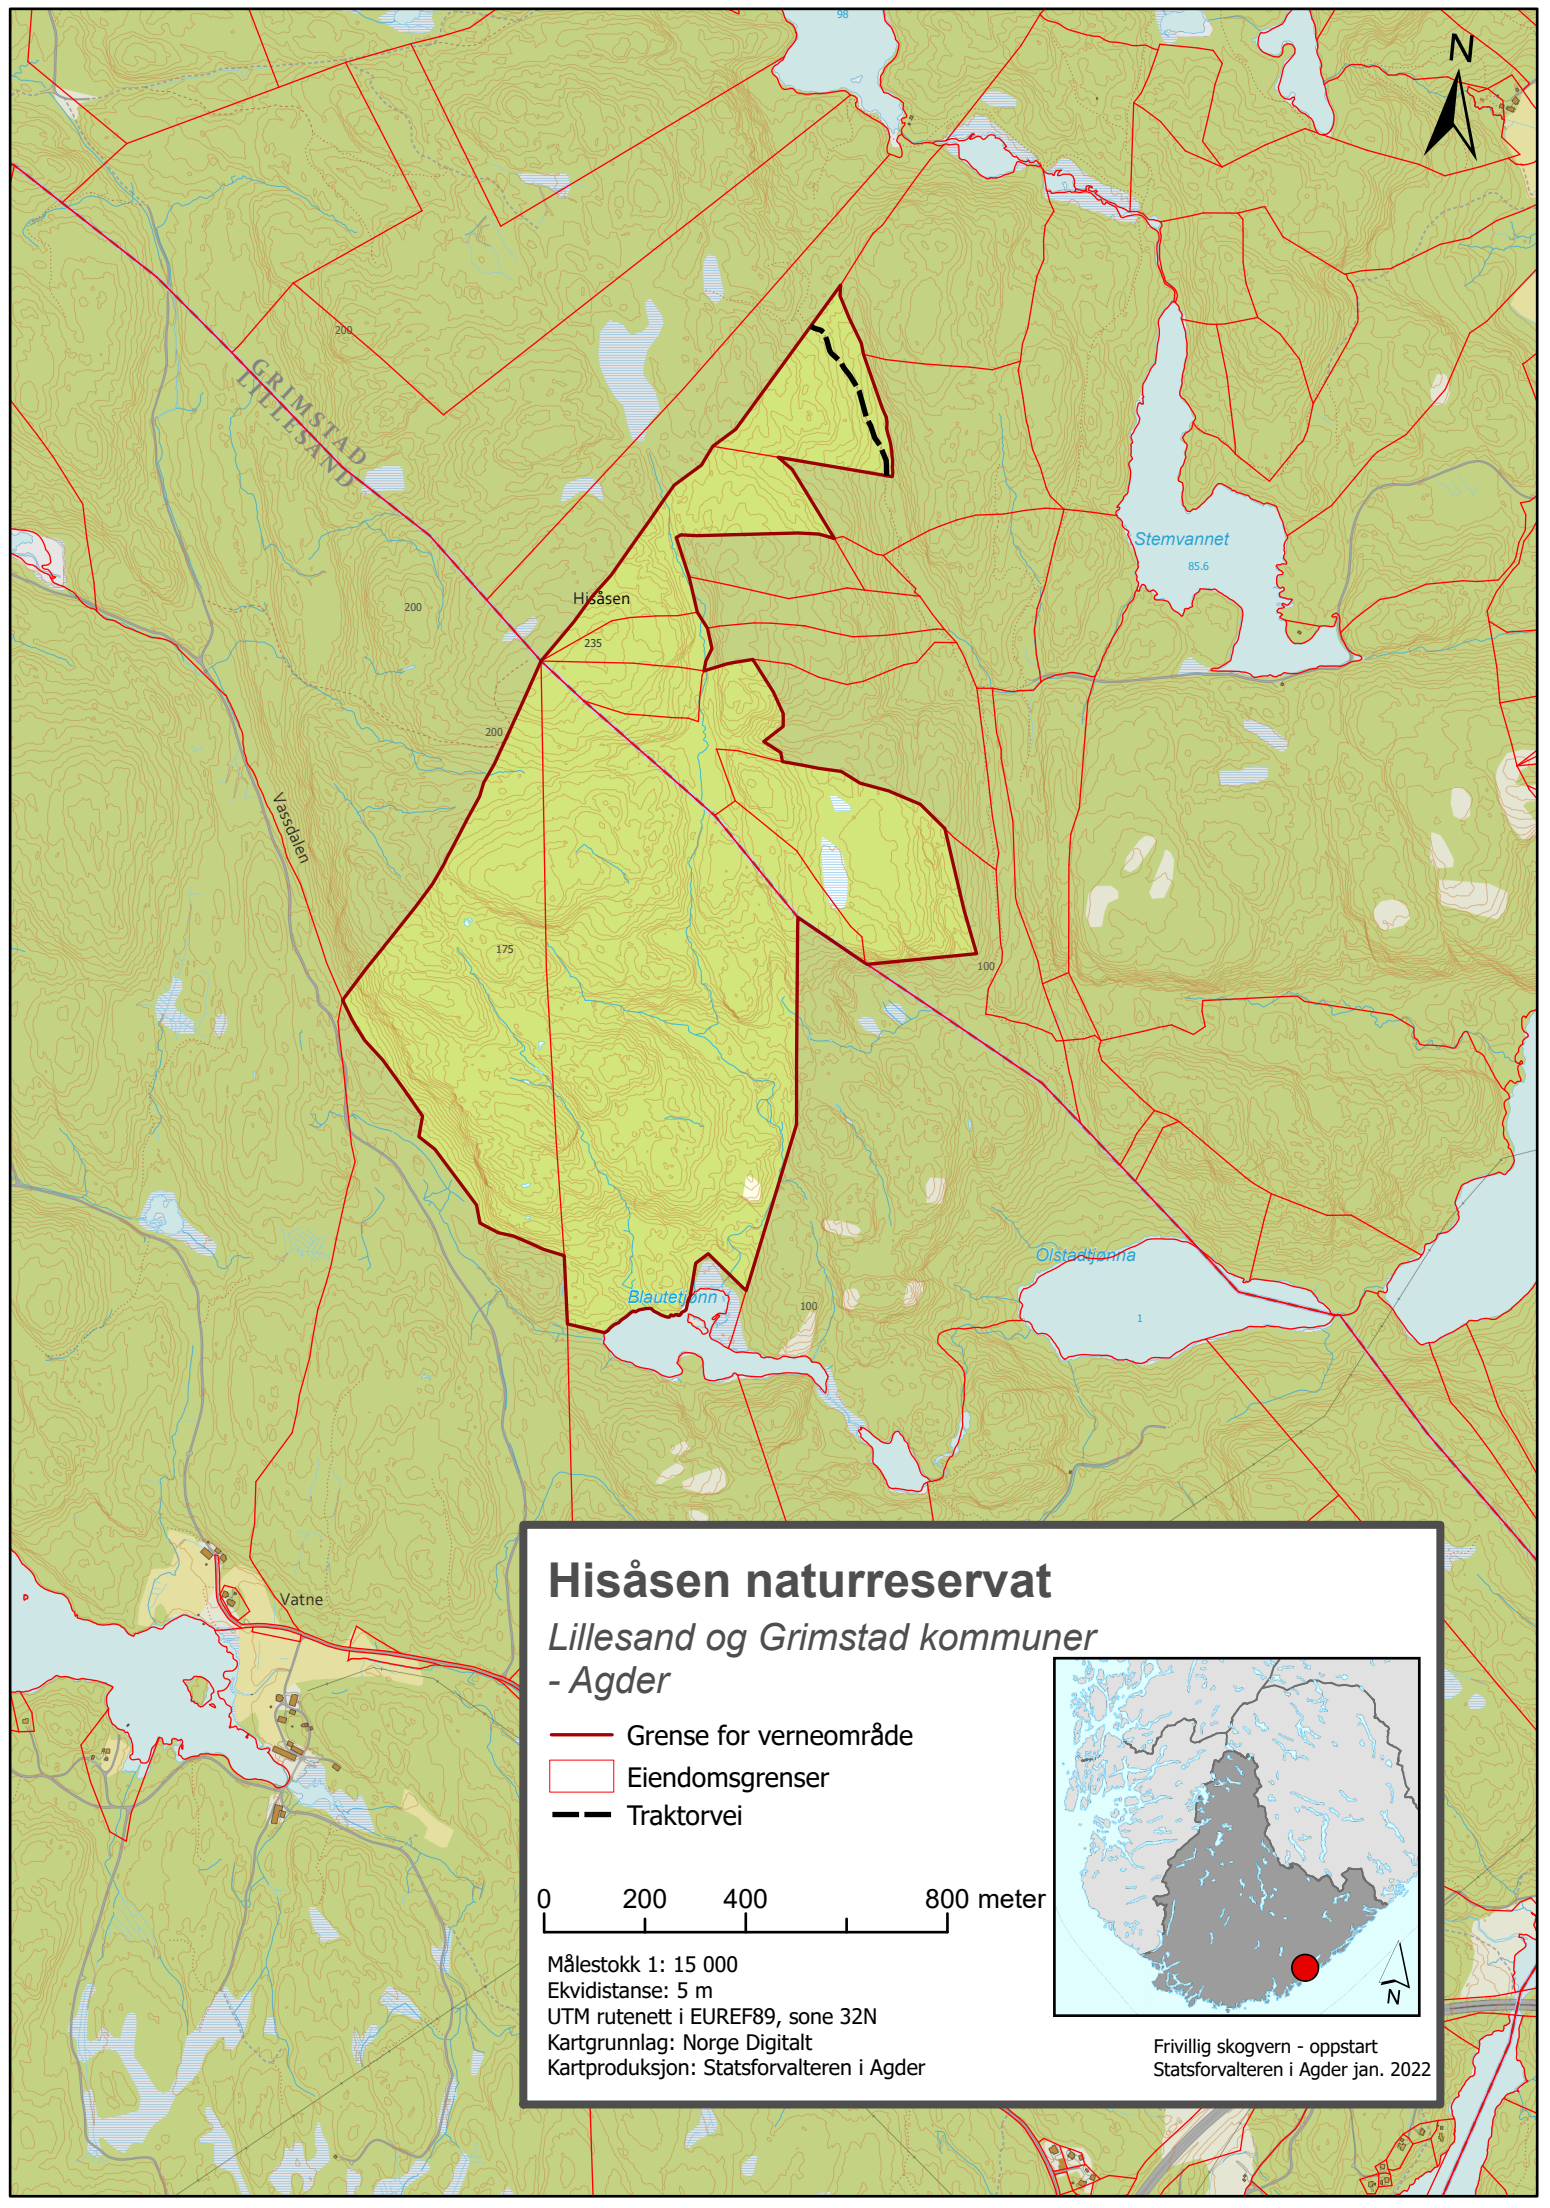 98
N
200
GRIMSTAD
LILLESAND
Stemvannet
85.6
Hisåsen
200
235
200
Vassdalen
175
100
Olstadtjønna
Blautetjønn
100
1
Vatne
Hisåsen naturreservat
Lillesand og Grimstad kommuner
- Agder
Grense for verneområde
Eiendomsgrenser
Traktorvei
0 200 400 800 meter
Målestokk 1: 15 000
Ekvidistanse: 5 m
UTM rutenett i EUREF89, sone 32N
Kartgrunnlag: Norge Digitalt
Kartproduksjon: Statsforvalteren i Agder
N
Frivillig skogvern - oppstart
Statsforvalteren i Agder jan. 2022